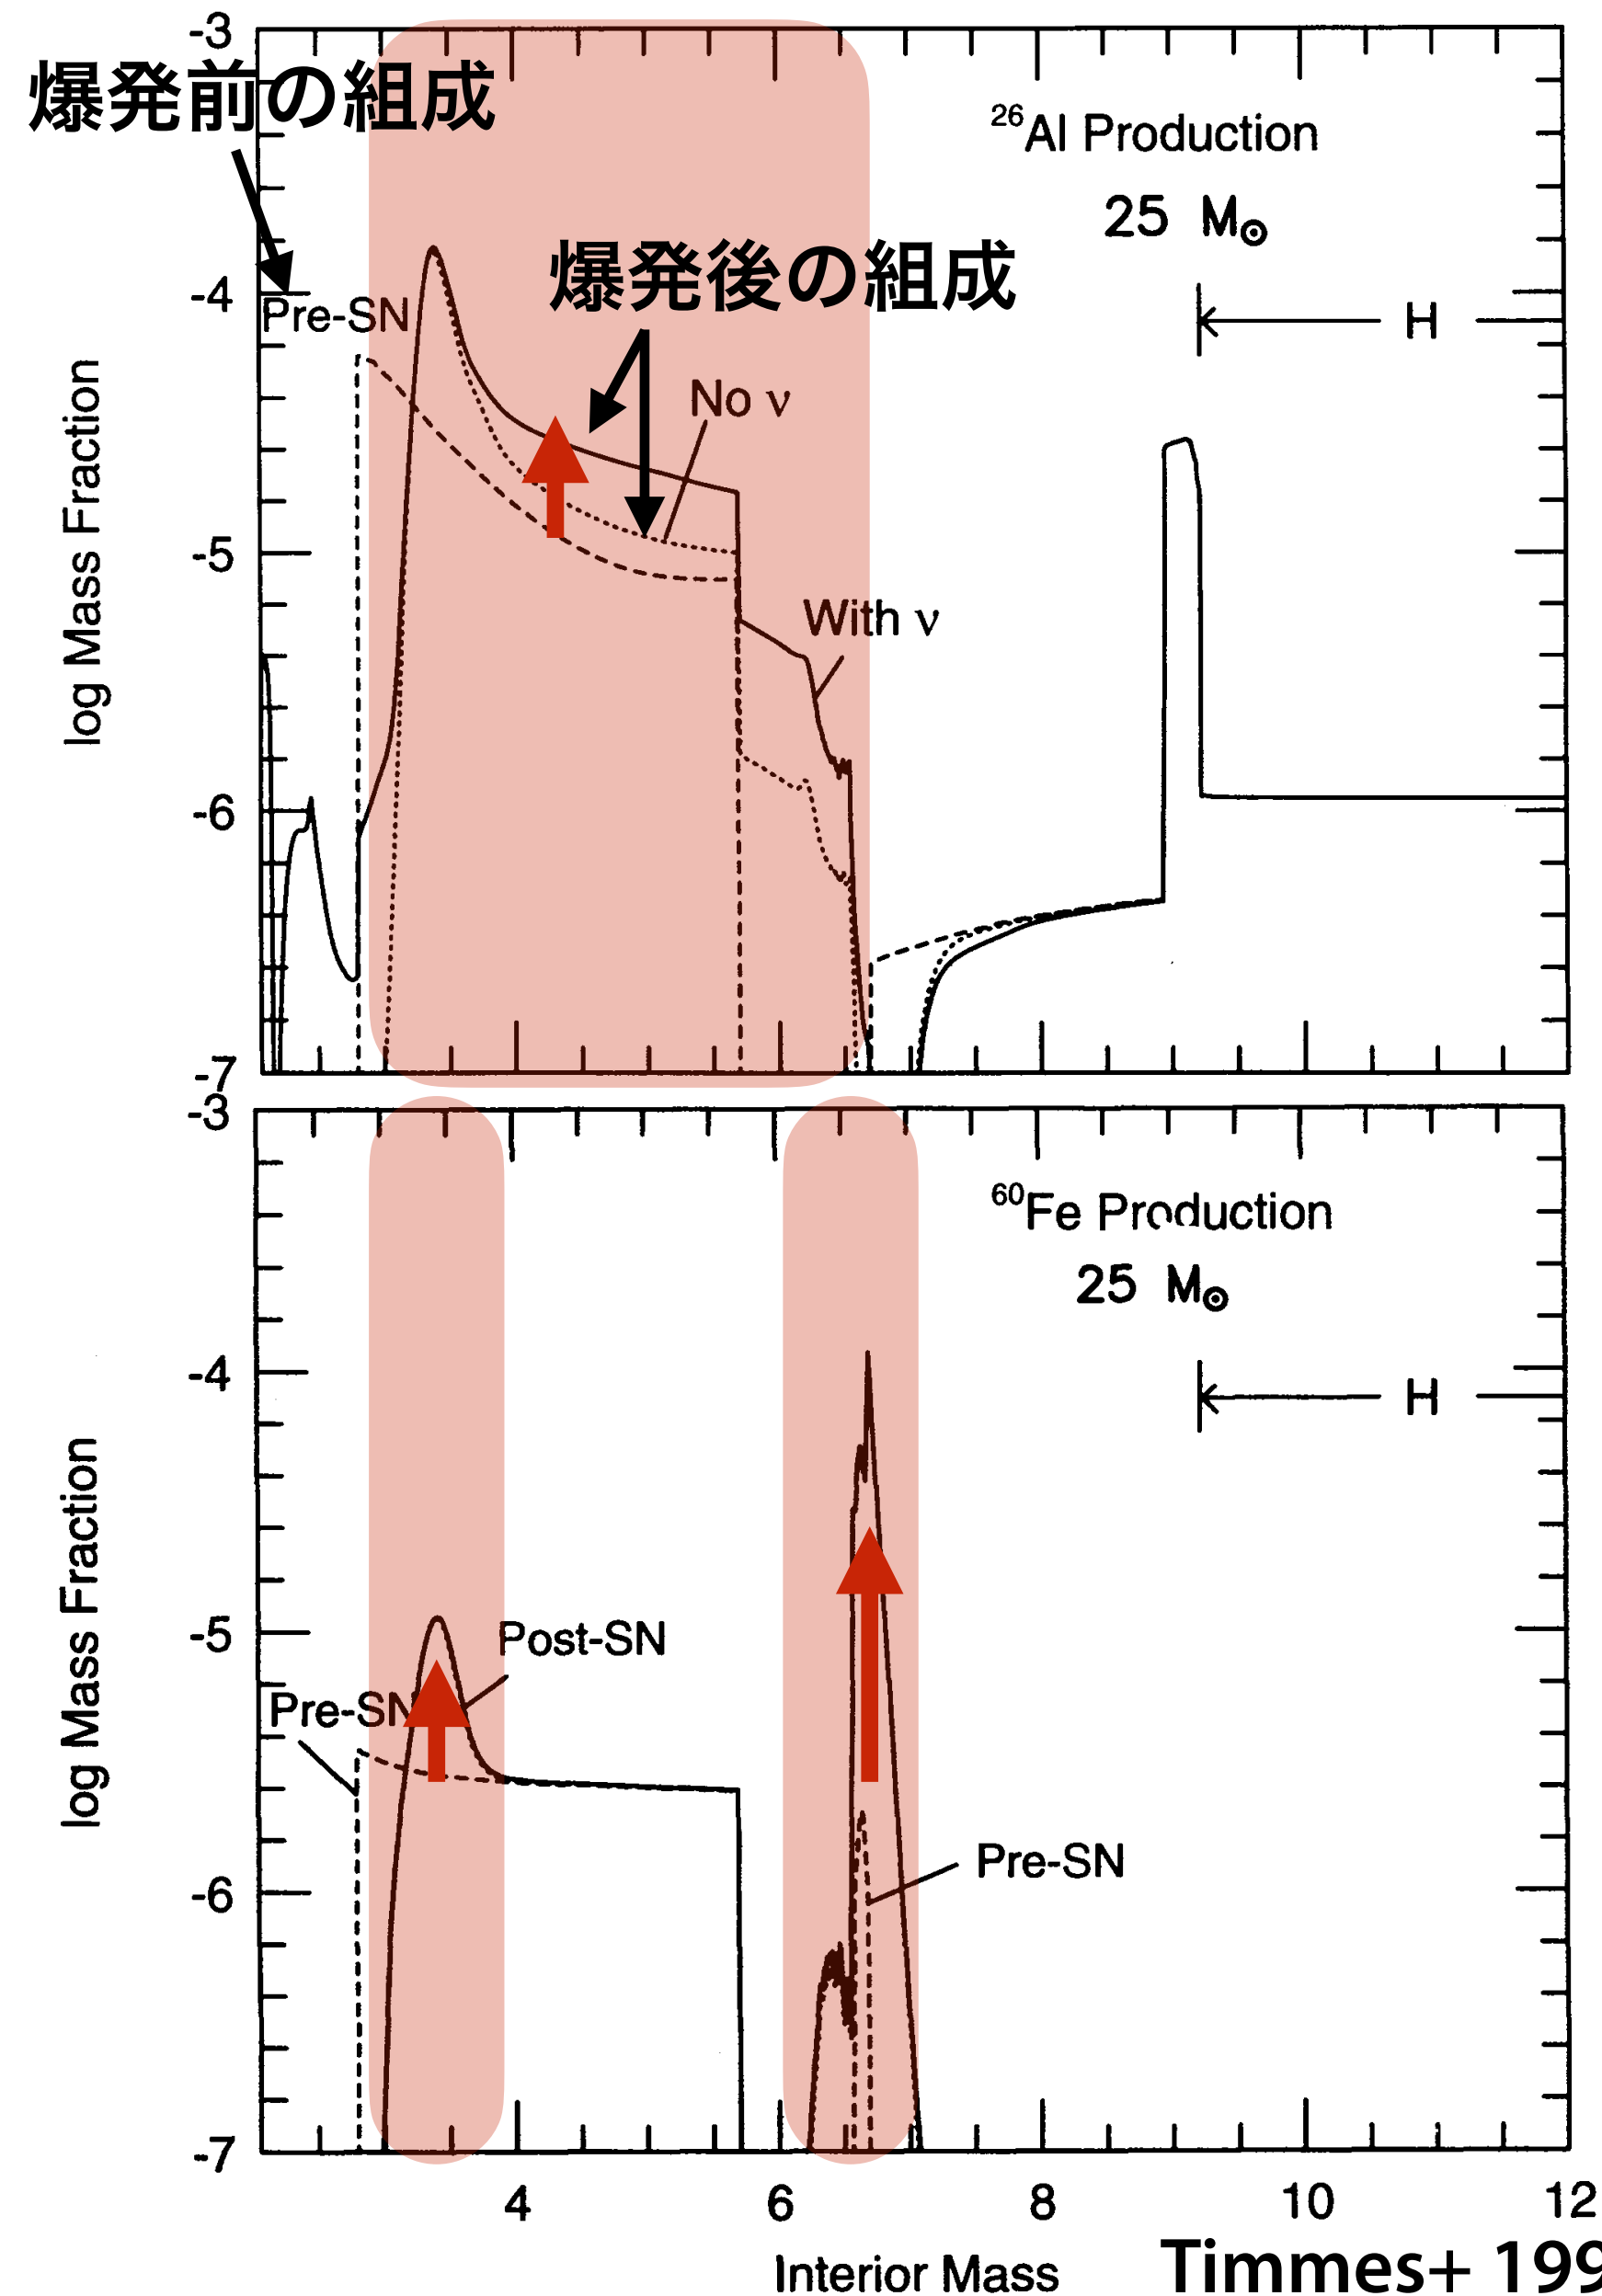 -3
爆発前の組成
²⁶Al Production
25 M⊙
爆発後の組成
-4
Pre-SN
H
No ν
log Mass Fraction
-5
With ν
-6
-7
-3
⁶⁰Fe Production
25 M⊙
-4
H
log Mass Fraction
-5
Post-SN
Pre-SN
Pre-SN
-6
-7
4 6 8 10 12
Interior Mass
Timmes+ 199